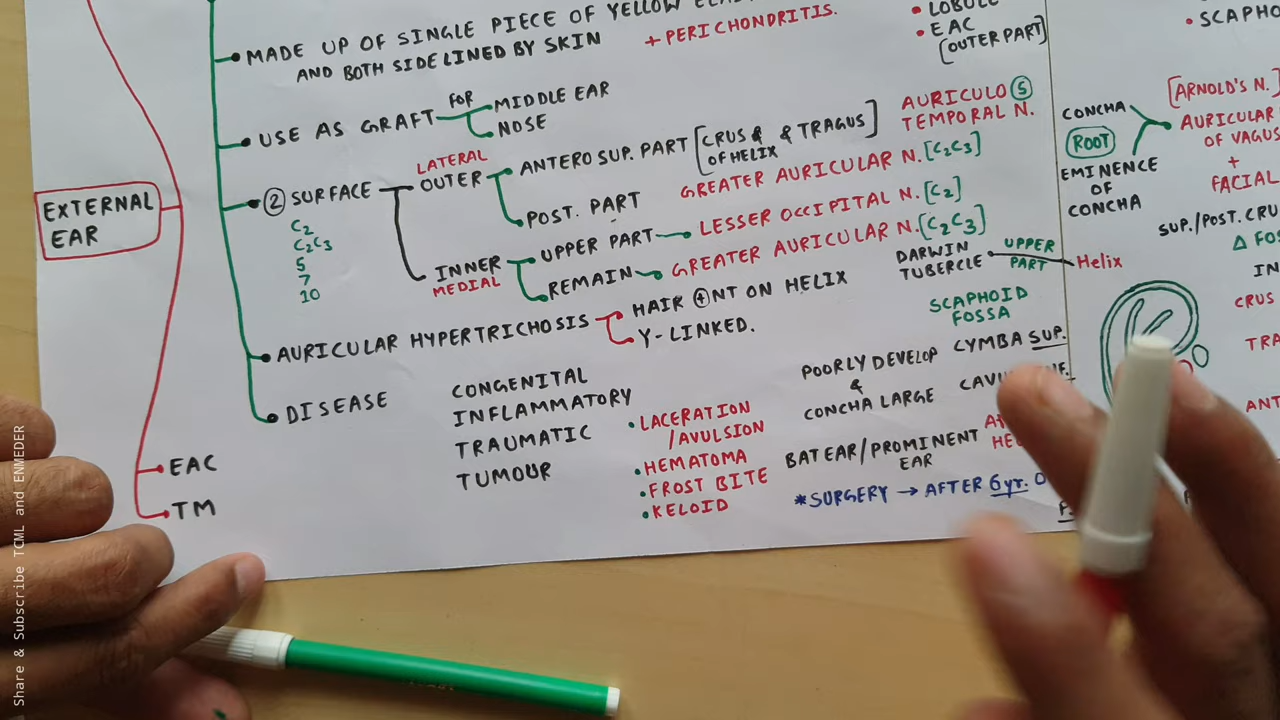 MADE UP OF SINGLE PIECE OF YELLOW
AND BOTH SIDE LINED BY SKIN
+ PERICHONDRITIS.
• LOBULE
• EAC
[OUTER PART]
• SCAPHO
USE AS GRAFT
FOR
MIDDLE EAR
NOSE
② SURFACE
LATERAL
OUTER
ANTERO SUP. PART
[CRUS & & TRAGUS]
OF HELIX
AURICULO ⑤
TEMPORAL N.
POST. PART
GREATER AURICULAR N. [C₂C₃]
C₂
C₂C₃
5
7
10
INNER
MEDIAL
UPPER PART
LESSER OCCIPITAL N. [C₂]
REMAIN
GREATER AURICULAR N. [C₂C₃]
EXTERNAL
EAR
AURICULAR HYPERTRICHOSIS
HAIR ⊕NT ON HELIX
Y-LINKED.
DISEASE
CONGENITAL
INFLAMMATORY
TRAUMATIC
TUMOUR
• LACERATION
/AVULSION
• HEMATOMA
• FROST BITE
• KELOID
EAC
TM
DARWIN
TUBERCLE
UPPER
PART
Helix
SCAPHOID
FOSSA
POORLY DEVELOP
&
CONCHA LARGE
CYMBA SUP.
BAT EAR/PROMINENT
EAR
*SURGERY → AFTER 6yr.
CONCHA
ROOT
EMINENCE
OF
CONCHA
[ARNOLD'S N.]
AURICULAR
OF VAGUS
+
FACIAL
SUP./POST. CRU
Δ FOS
IN
CRUS
TRA
ANT
Share & Subscribe TCML and ENMEDER